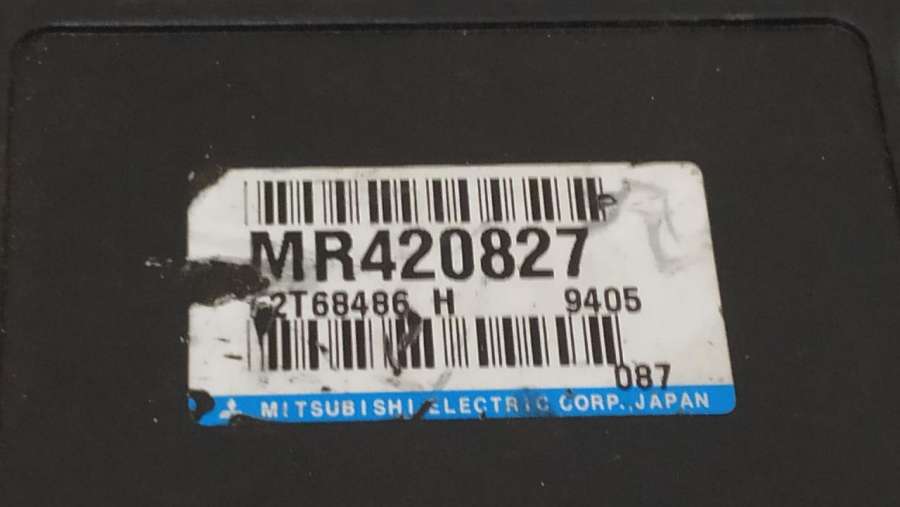 P
MR420827
2T68486 H 9405
087
MITSUBISHI ELECTRIC CORP., JAPAN